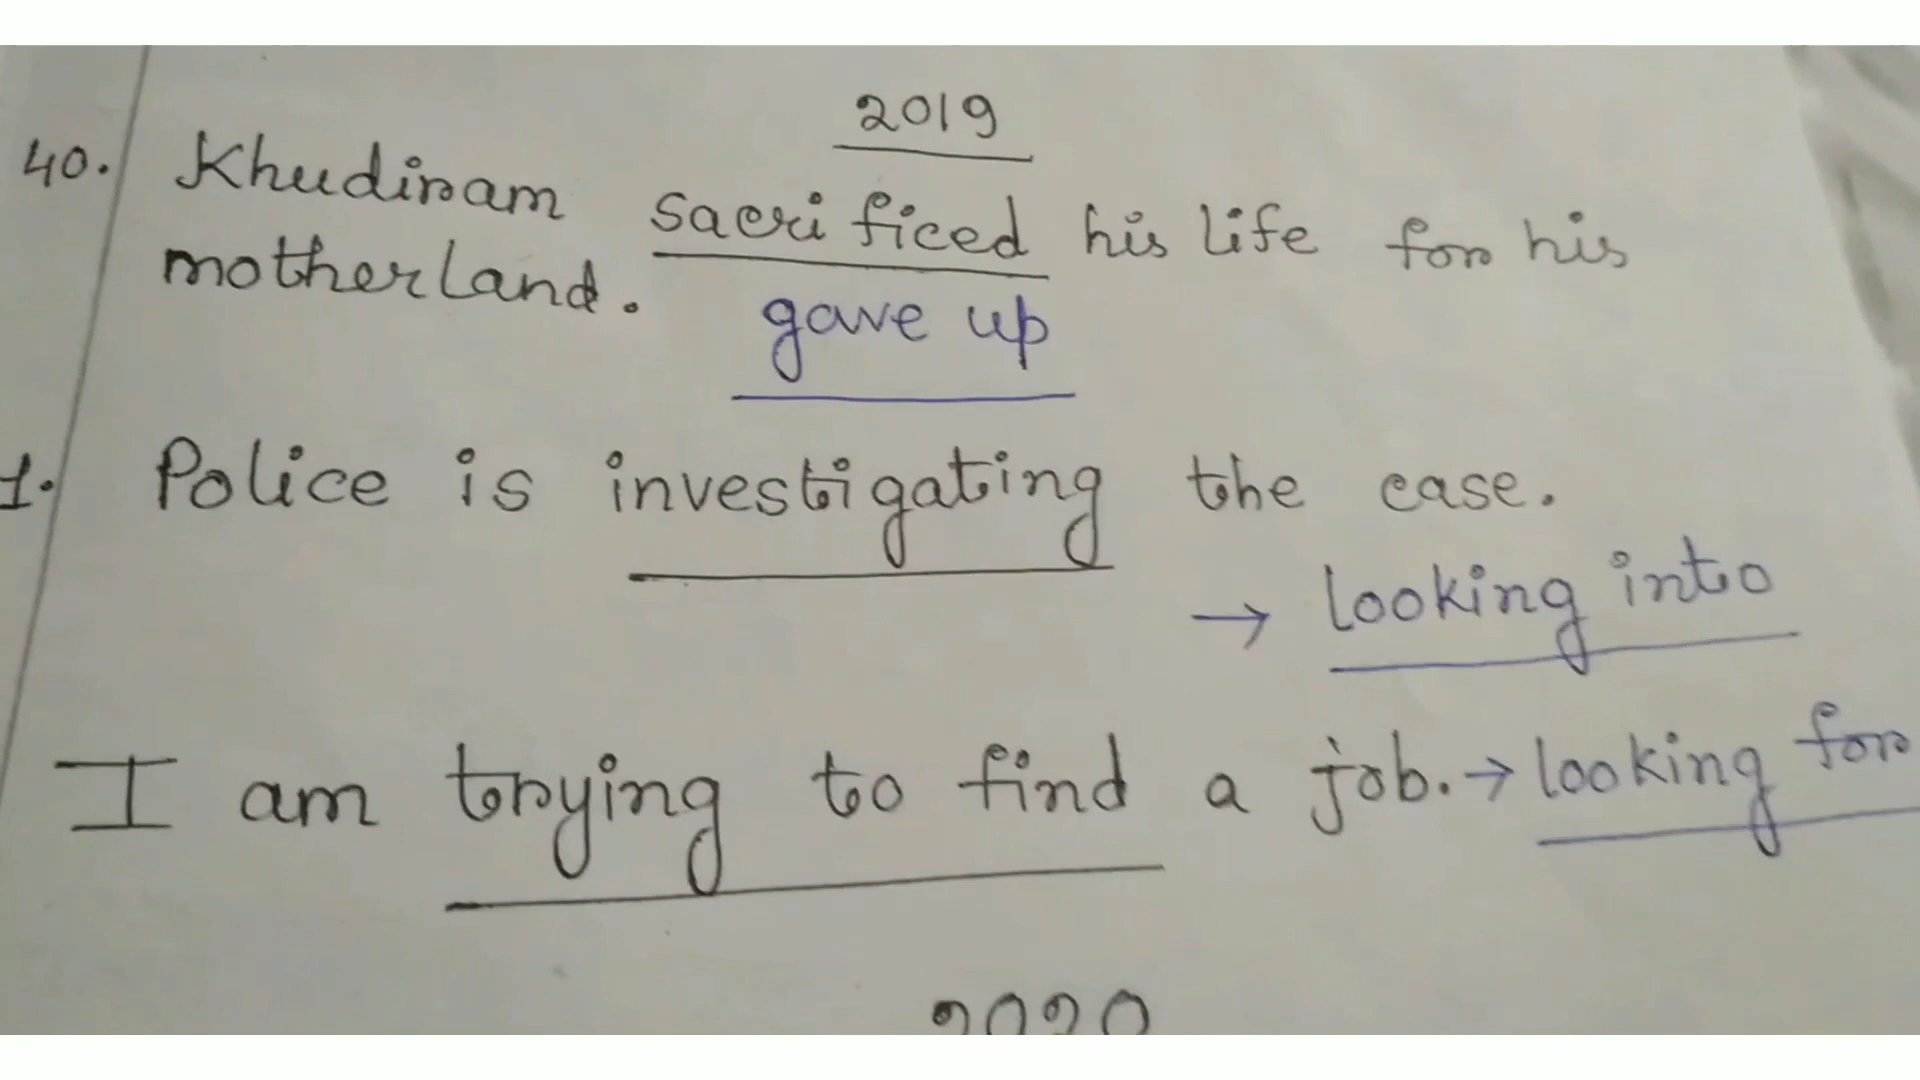 2019
40. Khudiram sacrificed his life for his
motherland.
gave up
1. Police is investigating the case.
→ looking into
I am trying to find a job. → looking for
2020